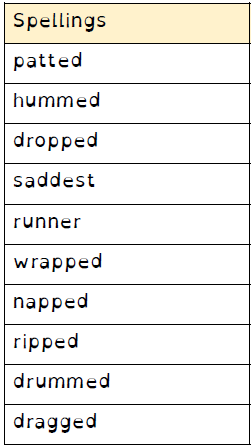 Spellings
patted
hummed
dropped
saddest
runner
wrapped
napped
ripped
drummed
dragged